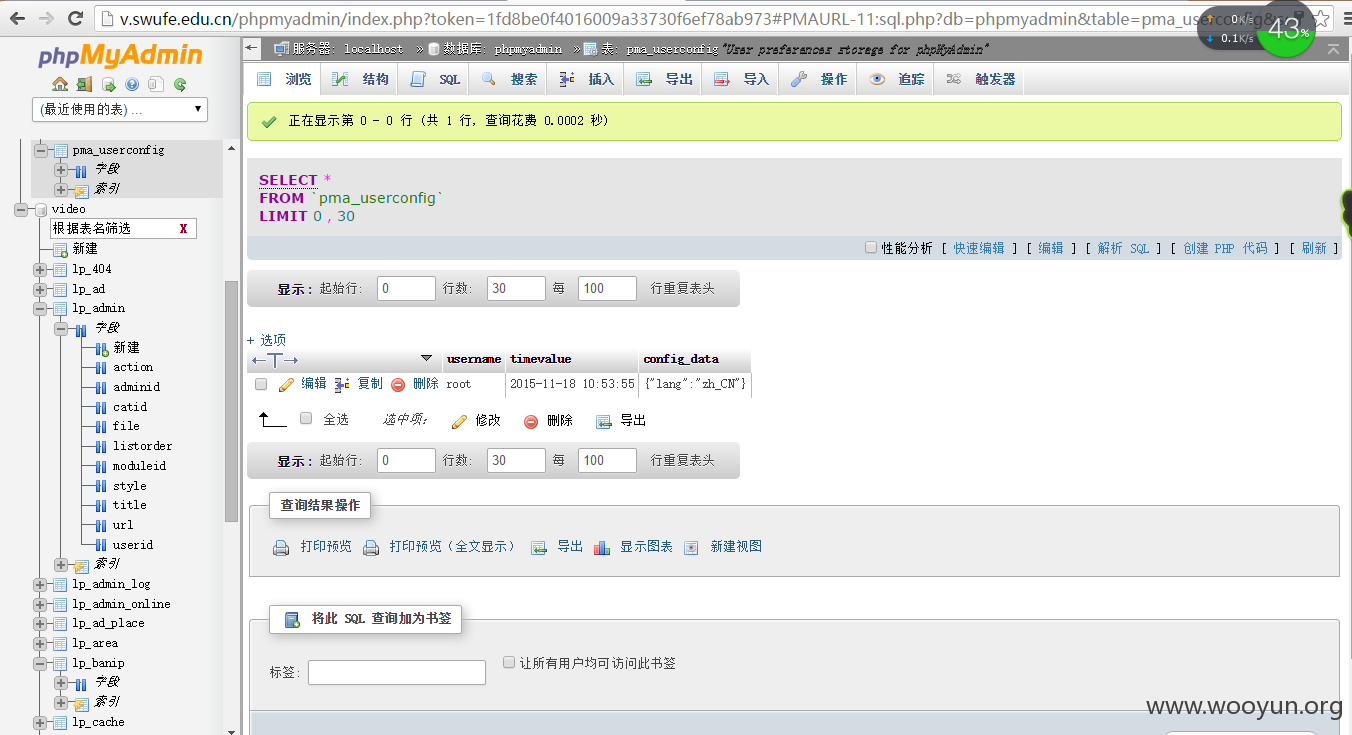 v.swufe.edu.cn/phpmyadmin/index.php?token=1fd8be0f4016009a33730f6ef78ab973#PMAURL-11:sql.php?db=phpmyadmin&table=pma_userconfig
0K/s
0.1K/s
43%
phpMyAdmin
(最近使用的表) ...
pma_userconfig
字段
索引
video
根据表名筛选 X
新建
lp_404
lp_ad
lp_admin
字段
新建
action
adminid
catid
file
listorder
moduleid
style
title
url
userid
索引
lp_admin_log
lp_admin_online
lp_ad_place
lp_area
lp_banip
字段
索引
lp_cache
服务器: localhost » 数据库: phpmyadmin » 表: pma_userconfig "User preferences storage for phpMyAdmin"
浏览 结构 SQL 搜索 插入 导出 导入 操作 追踪 触发器
正在显示第 0 - 0 行 (共 1 行, 查询花费 0.0002 秒)
SELECT *
FROM `pma_userconfig`
LIMIT 0 , 30
性能分析 [ 快速编辑 ] [ 编辑 ] [ 解析 SQL ] [ 创建 PHP 代码 ] [ 刷新 ]
显示: 起始行: 0 行数: 30 每 100 行重复表头
+ 选项
←T→ username timevalue config_data
编辑 复制 删除 root 2015-11-18 10:53:55 {"lang":"zh_CN"}
全选 选中项: 修改 删除 导出
显示: 起始行: 0 行数: 30 每 100 行重复表头
查询结果操作
打印预览 打印预览(全文显示) 导出 显示图表 新建视图
将此 SQL 查询加为书签
标签: 让所有用户均可访问此书签
www.wooyun.org